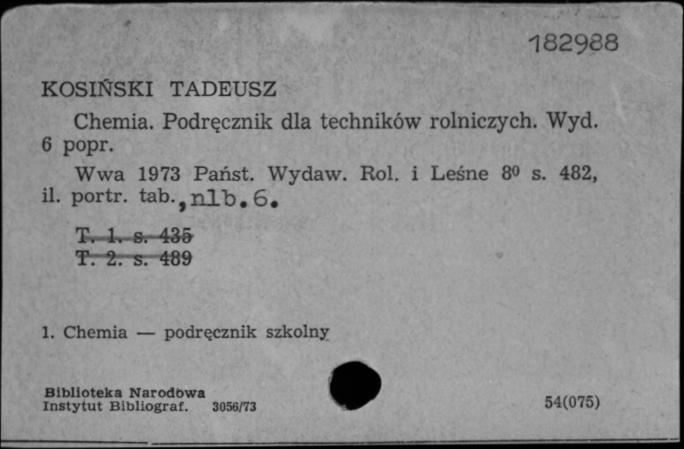 182988
KOSIŃSKI TADEUSZ
Chemia. Podręcznik dla techników rolniczych. Wyd.
6 popr.
Wwa 1973 Państ. Wydaw. Rol. i Leśne 8⁰ s. 482,
il. portr. tab., nlb. 6.
T. 1. s. 435
T. 2. s. 489
1. Chemia — podręcznik szkolny
Biblioteka Narodowa
Instytut Bibliograf. 3056/73
54(075)